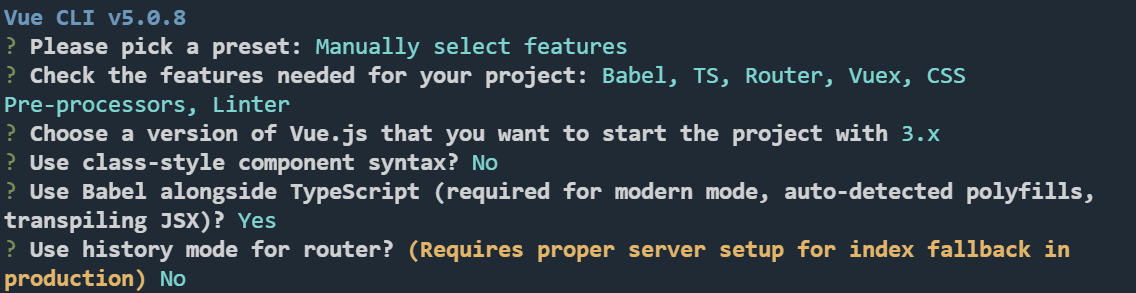 Vue CLI v5.0.8
? Please pick a preset: Manually select features
? Check the features needed for your project: Babel, TS, Router, Vuex, CSS
Pre-processors, Linter
? Choose a version of Vue.js that you want to start the project with 3.x
? Use class-style component syntax? No
? Use Babel alongside TypeScript (required for modern mode, auto-detected polyfills,
transpiling JSX)? Yes
? Use history mode for router? (Requires proper server setup for index fallback in
production) No